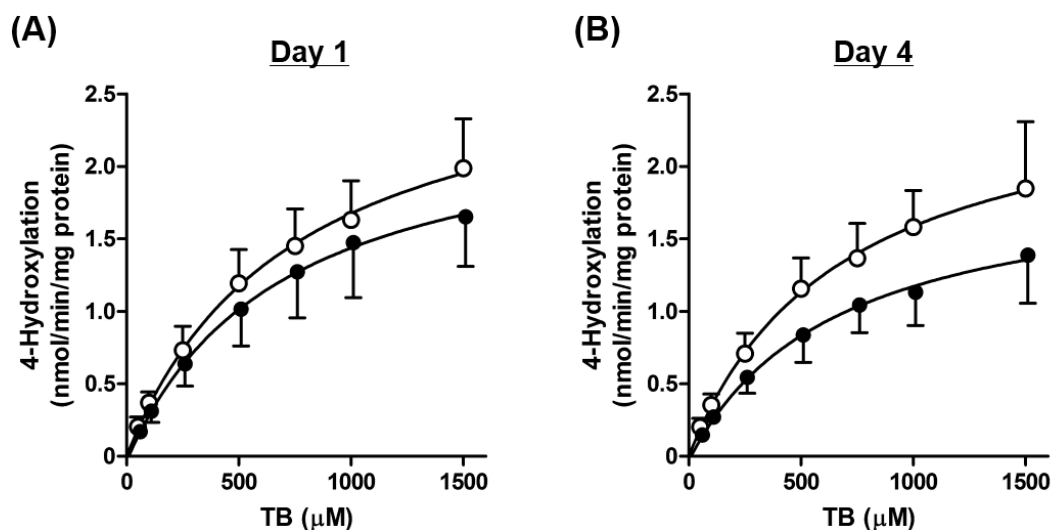 (A)
Day 1
4-Hydroxylation
(nmol/min/mg protein)
2.5
2.0
1.5
1.0
0.5
0
0 500 1000 1500
TB (μM)
(B)
Day 4
4-Hydroxylation
(nmol/min/mg protein)
2.5
2.0
1.5
1.0
0.5
0
0 500 1000 1500
TB (μM)